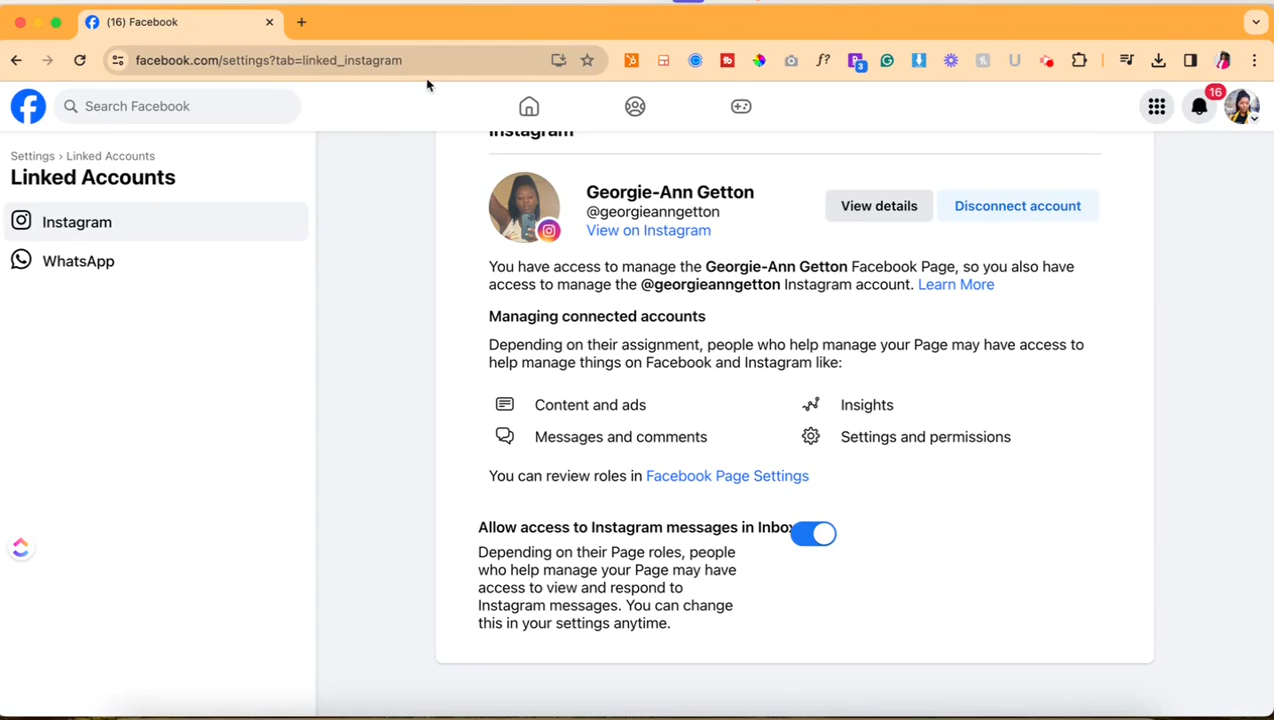 (16) Facebook
facebook.com/settings?tab=linked_instagram
f?
3
U
Search Facebook
16
Settings › Linked Accounts
Linked Accounts
Instagram
WhatsApp
Instagram
Georgie-Ann Getton
@georgieanngetton
View on Instagram
View details
Disconnect account
You have access to manage the Georgie-Ann Getton Facebook Page, so you also have
access to manage the @georgieanngetton Instagram account. Learn More
Managing connected accounts
Depending on their assignment, people who help manage your Page may have access to
help manage things on Facebook and Instagram like:
Content and ads
Insights
Messages and comments
Settings and permissions
You can review roles in Facebook Page Settings
Allow access to Instagram messages in Inbox
Depending on their Page roles, people
who help manage your Page may have
access to view and respond to
Instagram messages. You can change
this in your settings anytime.